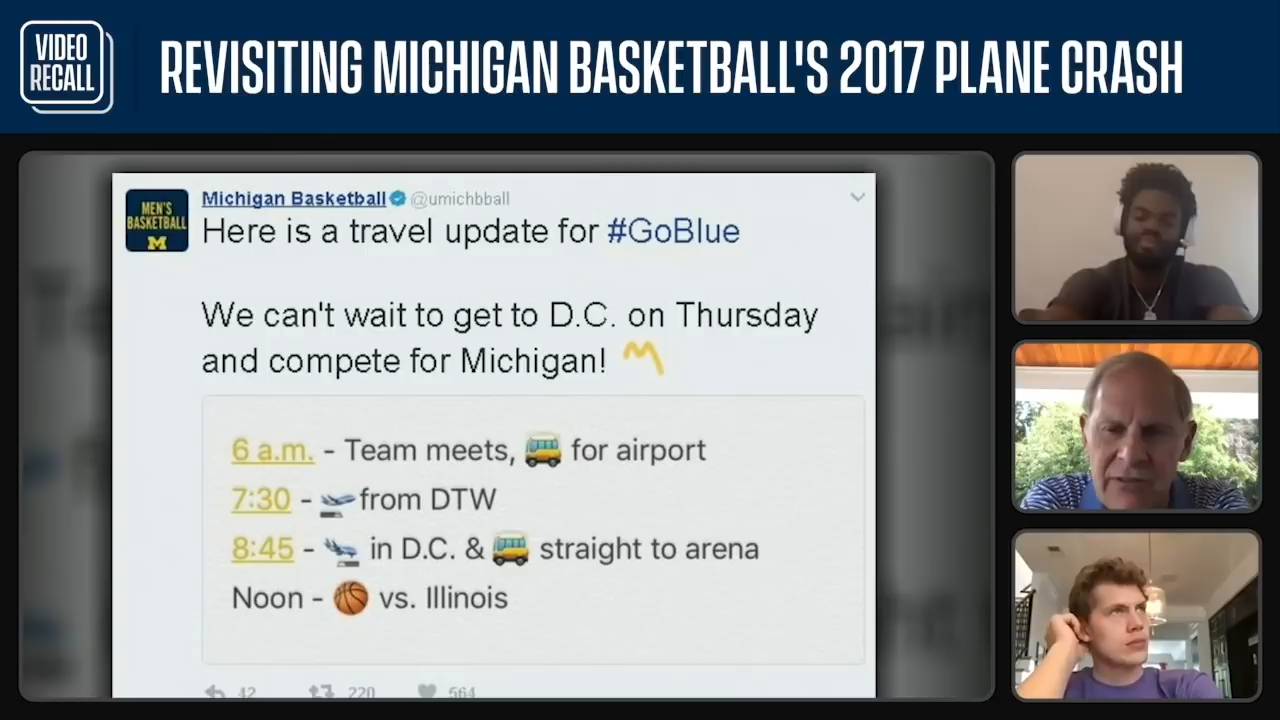 VIDEO
RECALL
REVISITING MICHIGAN BASKETBALL'S 2017 PLANE CRASH
MEN'S
BASKETBALL
M
Michigan Basketball @umichbball
Here is a travel update for #GoBlue
We can't wait to get to D.C. on Thursday
and compete for Michigan! 〽️
6 a.m. - Team meets, 🚌 for airport
7:30 - 🛫 from DTW
8:45 - 🛬 in D.C. & 🚌 straight to arena
Noon - 🏀 vs. Illinois
42 220 564